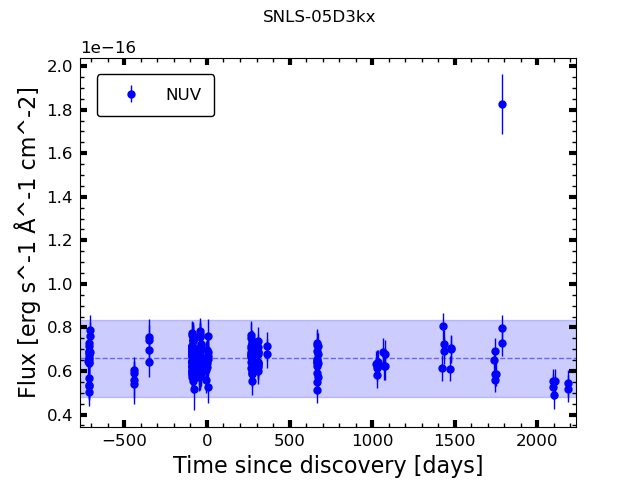 SNLS-05D3kx
1e−16
NUV
2.0
1.8
1.6
1.4
1.2
1.0
0.8
0.6
0.4
Flux [erg s^-1 Å^-1 cm^-2]
−500 0 500 1000 1500 2000
Time since discovery [days]